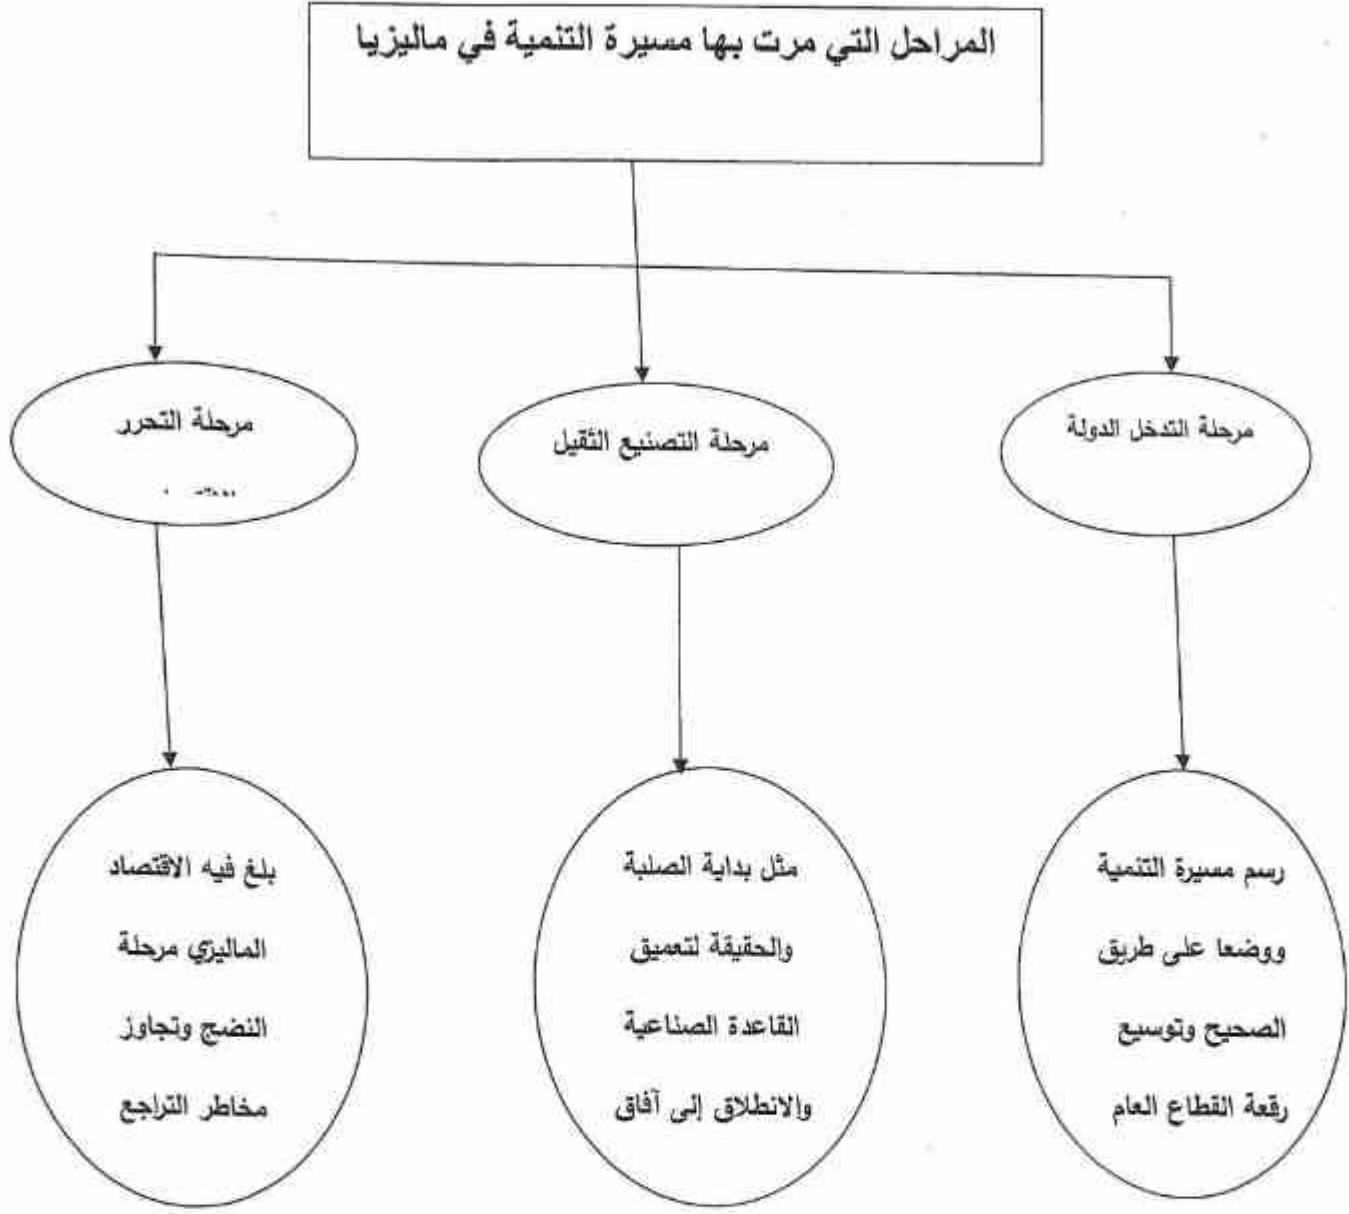 المراحل التي مرت بها مسيرة التنمية في ماليزيا
مرحلة التدخل الدولة
مرحلة التصنيع الثقيل
مرحلة التحرر
رسم مسيرة التنمية
ووضعا على طريق
الصحيح وتوسيع
رقعة القطاع العام
مثل بداية الصلبة
والحقيقة لتعميق
القاعدة الصناعية
والانطلاق إلى آفاق
بلغ فيه الاقتصاد
الماليزي مرحلة
النضج وتجاوز
مخاطر التراجع